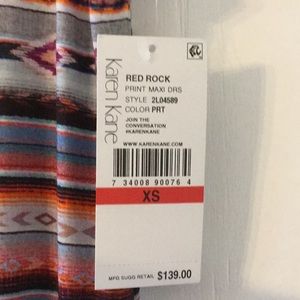 Karen Kane
RED ROCK
PRINT MAXI DRS
STYLE 2L04589
COLOR PRT
JOIN THE
CONVERSATION
#KARENKANE
WWW.KARENKANE.COM
7 34008 90076 4
XS
MFG. SUGG RETAIL $139.00